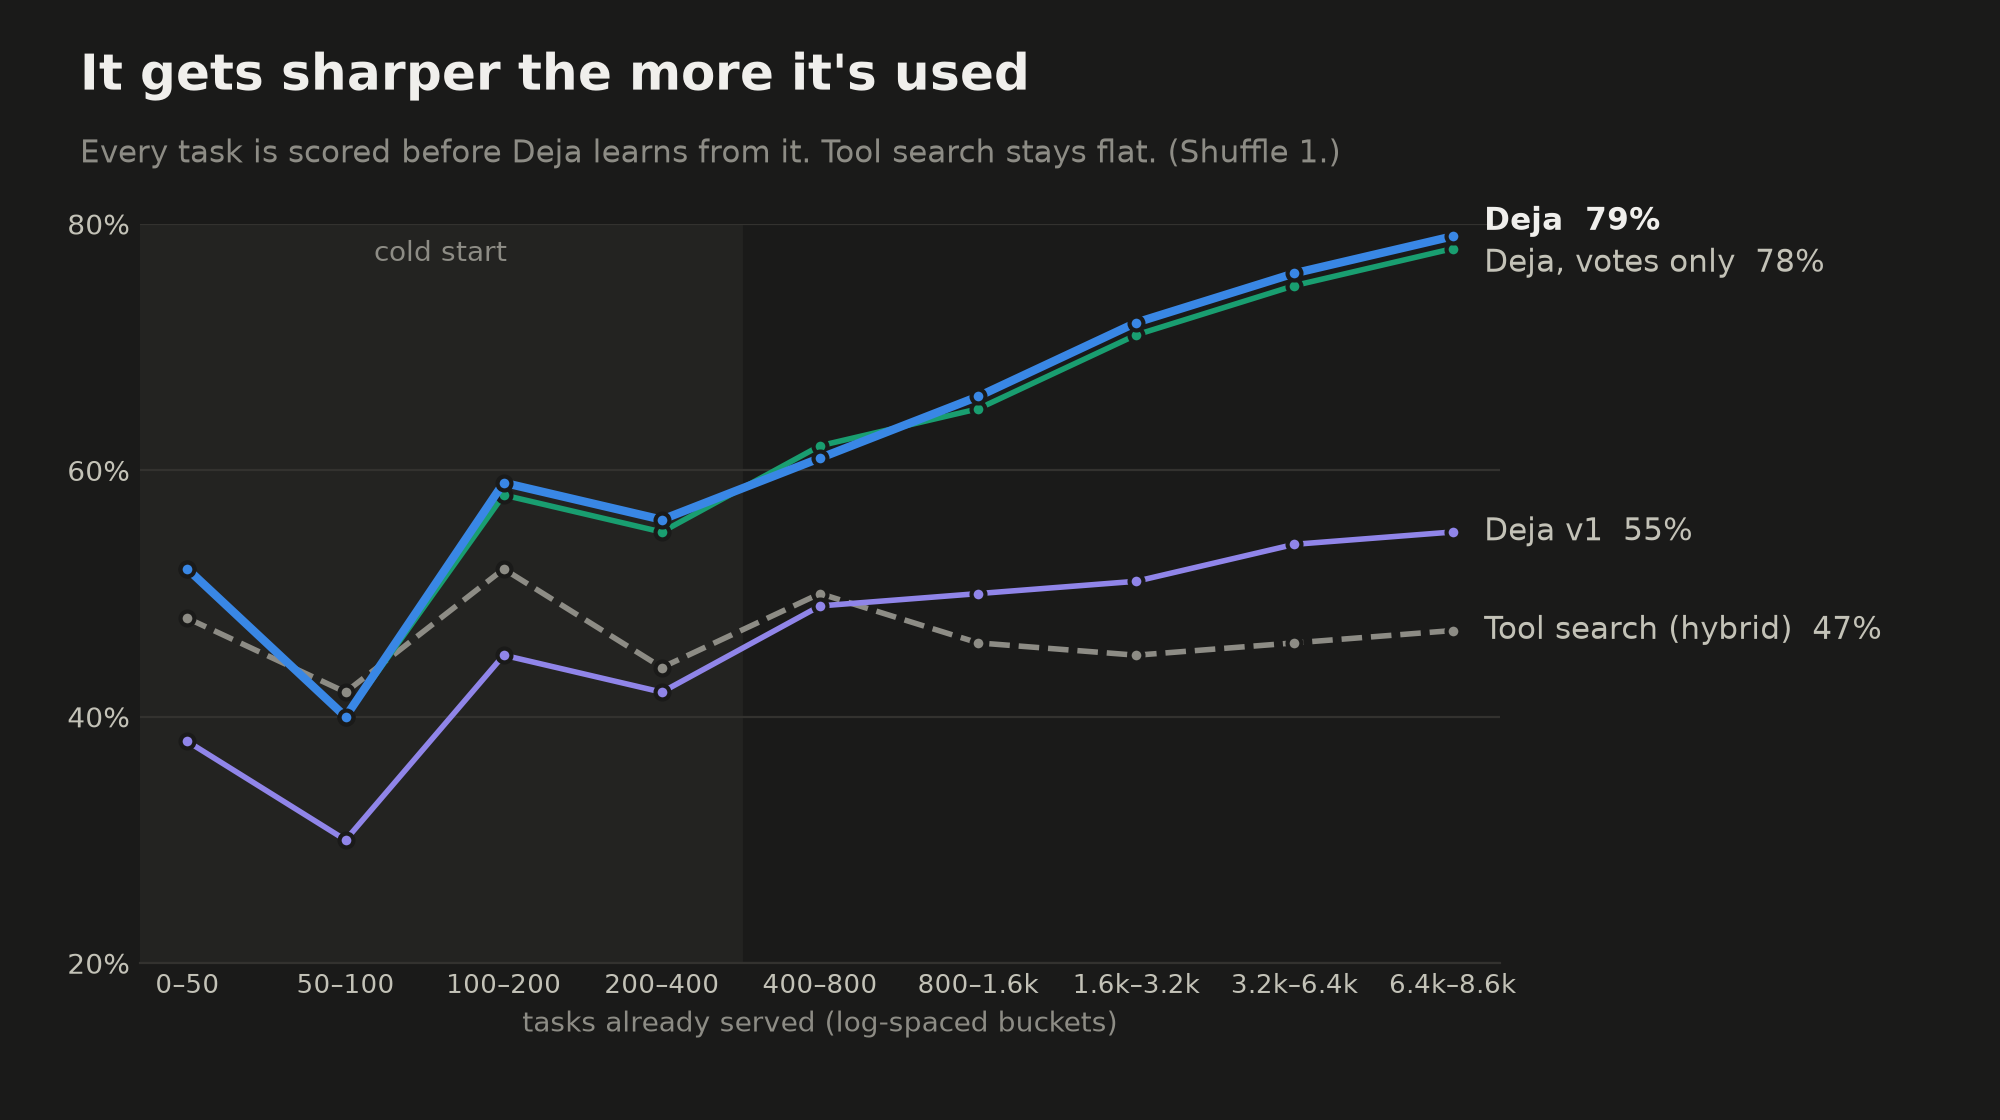 It gets sharper the more it's used
Every task is scored before Deja learns from it. Tool search stays flat. (Shuffle 1.)
80%
cold start
Deja 79%
Deja, votes only 78%
60%
Deja v1 55%
Tool search (hybrid) 47%
40%
20%
0–50 50–100 100–200 200–400 400–800 800–1.6k 1.6k–3.2k 3.2k–6.4k 6.4k–8.6k
tasks already served (log-spaced buckets)